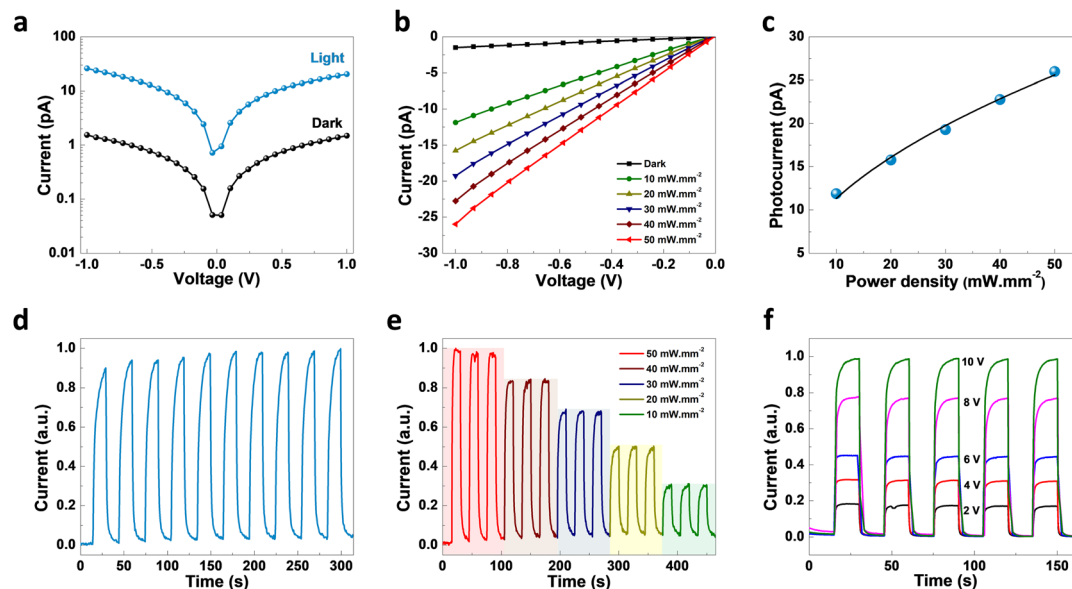 a
100
10
1
0.1
0.01
Current (pA)
Light
Dark
-1.0
-0.5
0.0
0.5
1.0
Voltage (V)
b
0
-5
-10
-15
-20
-25
-30
Current (pA)
Dark
10 mW.mm⁻²
20 mW.mm⁻²
30 mW.mm⁻²
40 mW.mm⁻²
50 mW.mm⁻²
-1.0
-0.8
-0.6
-0.4
-0.2
0.0
Voltage (V)
c
30
25
20
15
10
5
Photocurrent (pA)
10
20
30
40
50
Power density (mW.mm⁻²)
d
1.0
0.8
0.6
0.4
0.2
0.0
Current (a.u.)
0
50
100
150
200
250
300
Time (s)
e
1.0
0.8
0.6
0.4
0.2
0.0
Current (a.u.)
50 mW.mm⁻²
40 mW.mm⁻²
30 mW.mm⁻²
20 mW.mm⁻²
10 mW.mm⁻²
0
100
200
300
400
Time (s)
f
1.0
0.8
0.6
0.4
0.2
0.0
Current (a.u.)
10 V
8 V
6 V
4 V
2 V
0
50
100
150
Time (s)